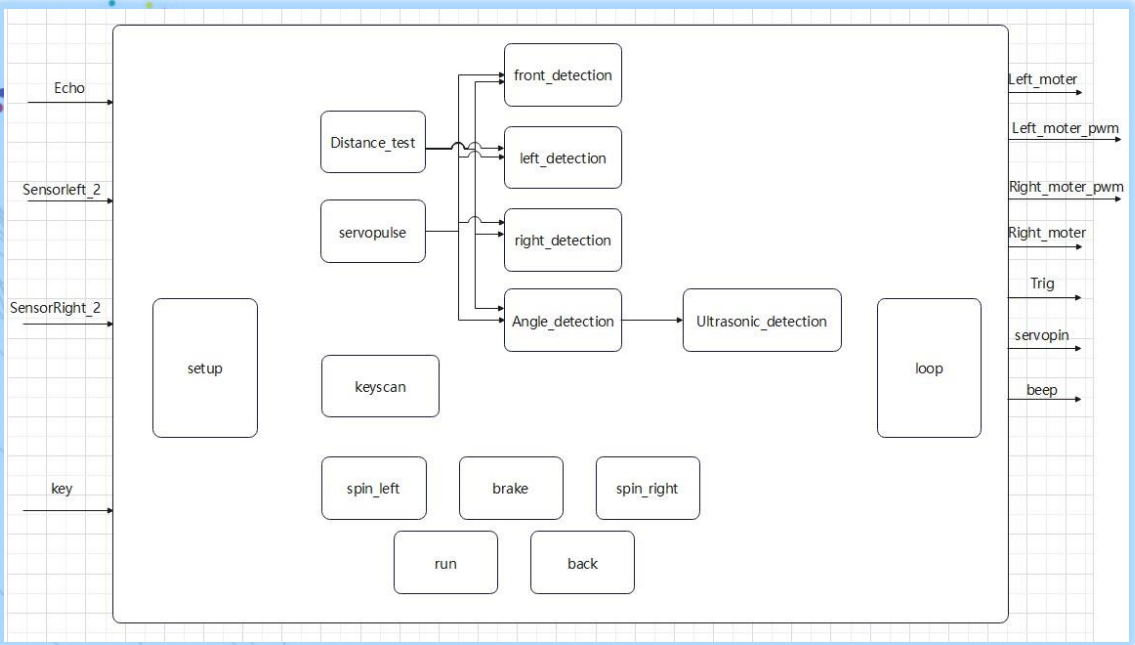 Echo
Sensorleft_2
SensorRight_2
key
front_detection
Distance_test
left_detection
servopulse
right_detection
Angle_detection
Ultrasonic_detection
setup
loop
keyscan
spin_left
brake
spin_right
run
back
Left_moter
Left_moter_pwm
Right_moter_pwm
Right_moter
Trig
servopin
beep